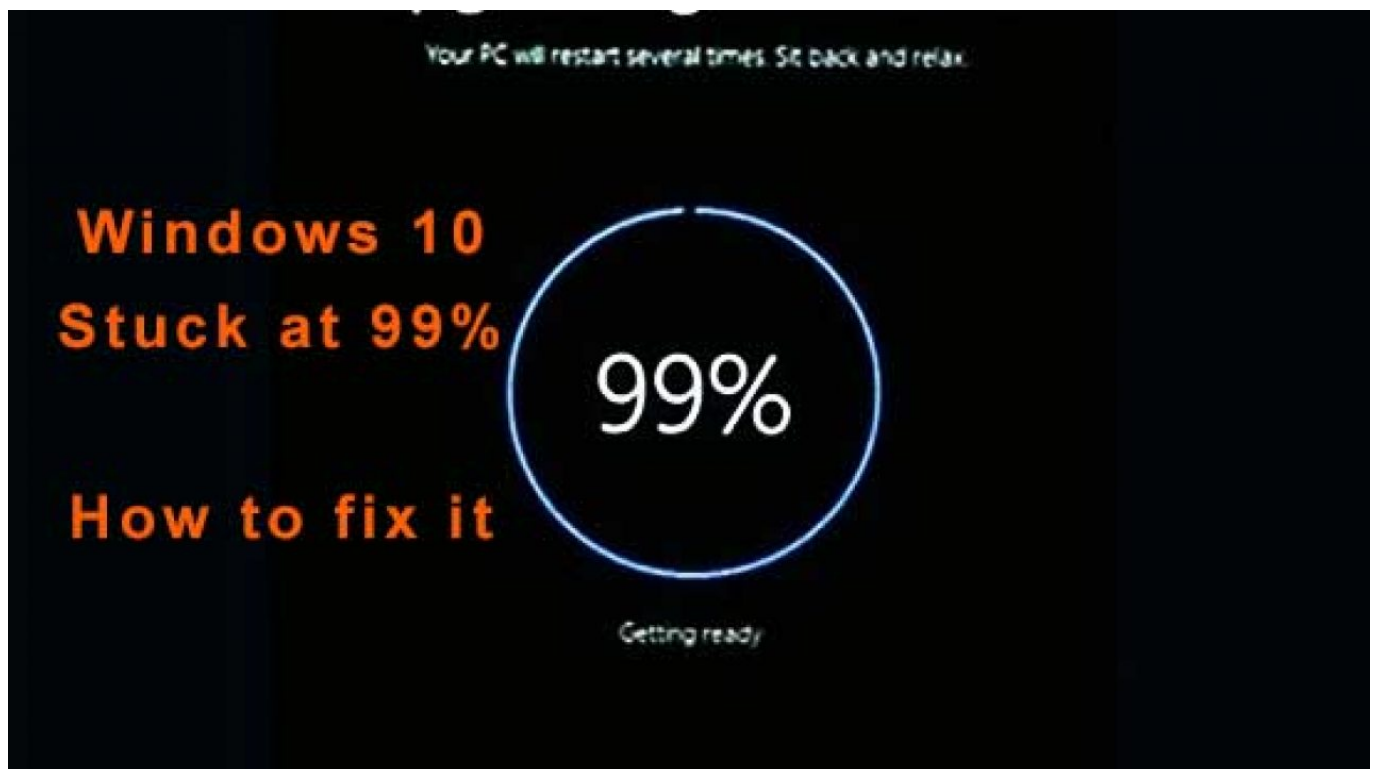 Your PC will restart several times. Sit back and relax.
Windows 10
Stuck at 99%
99%
How to fix it
Getting ready